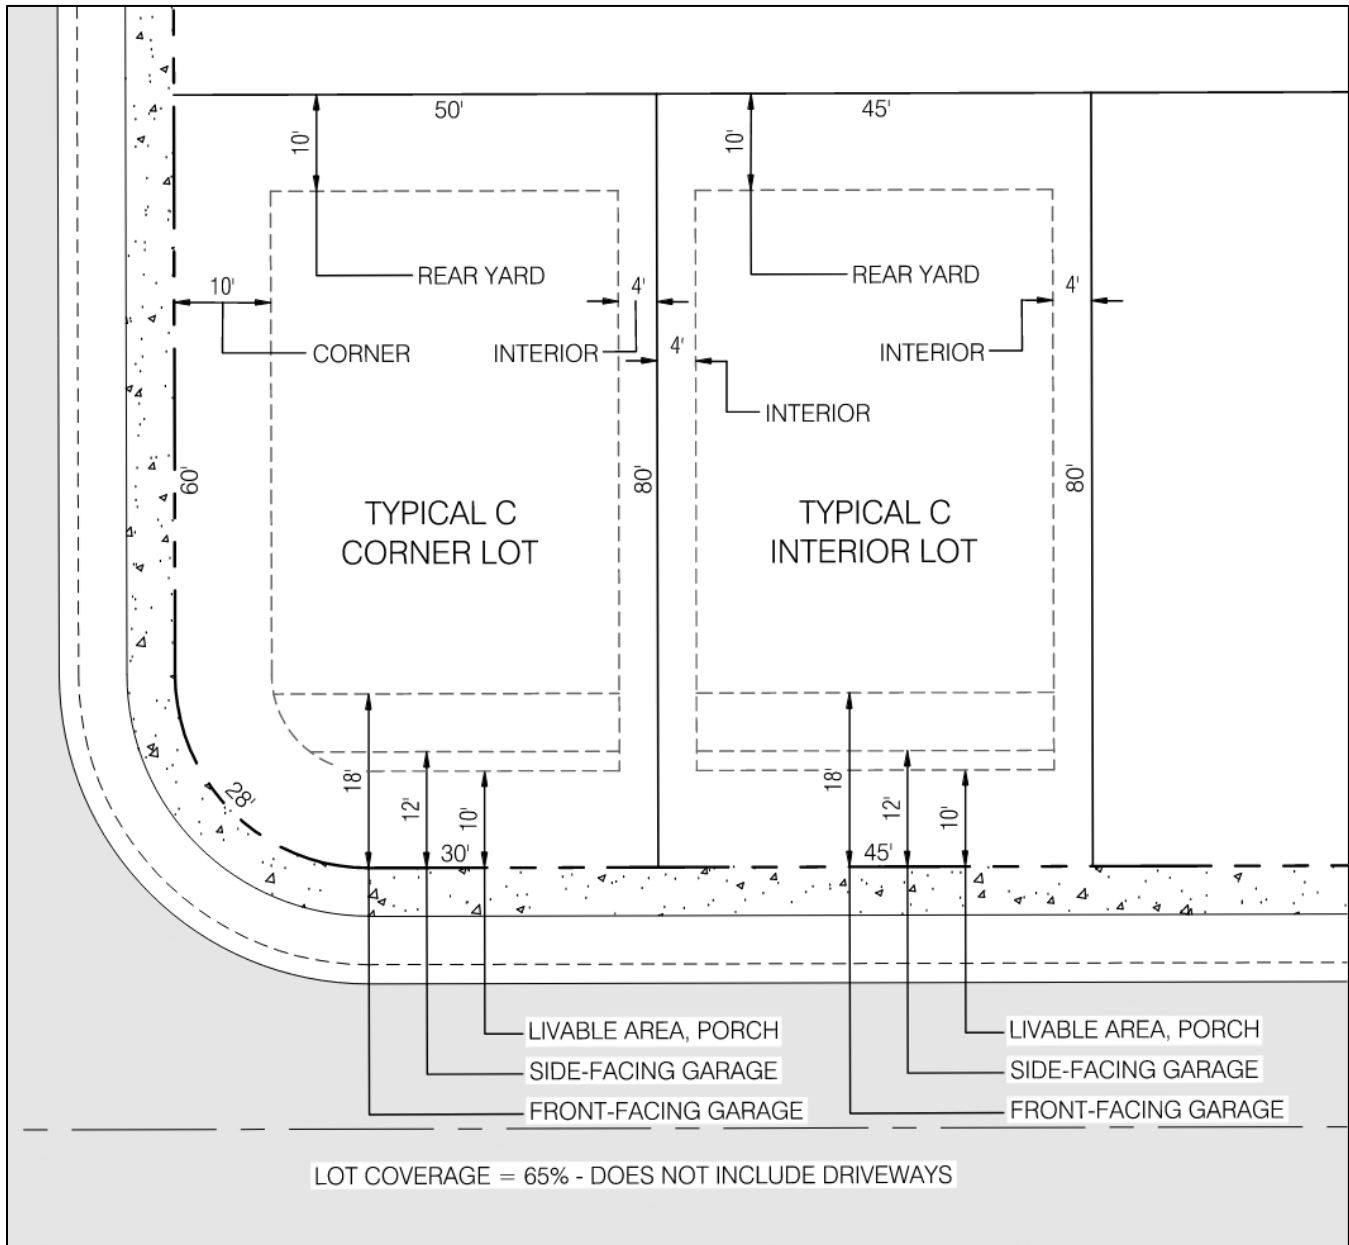 50'
45'
10'
10'
REAR YARD
REAR YARD
10'
4'
4'
CORNER
INTERIOR
4'
INTERIOR
INTERIOR
60'
80'
80'
TYPICAL C
CORNER LOT
TYPICAL C
INTERIOR LOT
28'
18'
12'
10'
18'
12'
10'
30'
45'
LIVABLE AREA, PORCH
SIDE-FACING GARAGE
FRONT-FACING GARAGE
LIVABLE AREA, PORCH
SIDE-FACING GARAGE
FRONT-FACING GARAGE
LOT COVERAGE = 65% - DOES NOT INCLUDE DRIVEWAYS